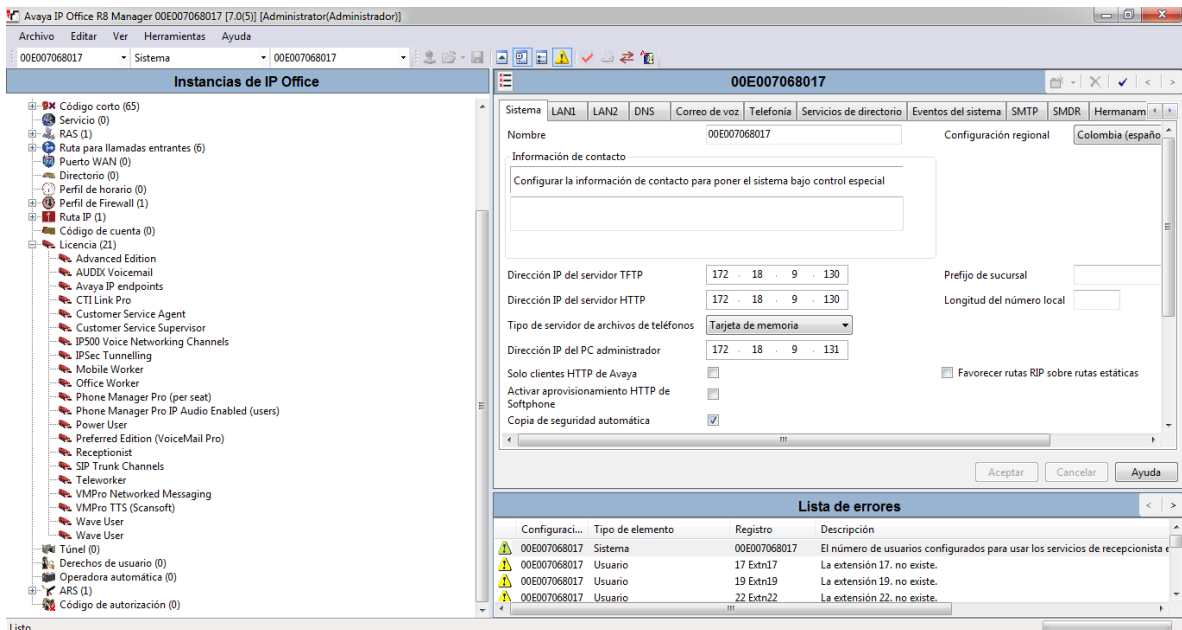 Avaya IP Office R8 Manager 00E007068017 [7.0(5)] [Administrator(Administrador)]
Archivo Editar Ver Herramientas Ayuda
00E007068017 Sistema 00E007068017
Instancias de IP Office
Código corto (65)
Servicio (0)
RAS (1)
Ruta para llamadas entrantes (6)
Puerto WAN (0)
Directorio (0)
Perfil de horario (0)
Perfil de Firewall (1)
Ruta IP (1)
Código de cuenta (0)
Licencia (21)
Advanced Edition
AUDIX Voicemail
Avaya IP endpoints
CTI Link Pro
Customer Service Agent
Customer Service Supervisor
IP500 Voice Networking Channels
IPSec Tunnelling
Mobile Worker
Office Worker
Phone Manager Pro (per seat)
Phone Manager Pro IP Audio Enabled (users)
Power User
Preferred Edition (VoiceMail Pro)
Receptionist
SIP Trunk Channels
Teleworker
VMPro Networked Messaging
VMPro TTS (Scansoft)
Wave User
Wave User
Túnel (0)
Derechos de usuario (0)
Operadora automática (0)
ARS (1)
Código de autorización (0)
00E007068017
Sistema LAN1 LAN2 DNS Correo de voz Telefonía Servicios de directorio Eventos del sistema SMTP SMDR Hermanam
Nombre 00E007068017 Configuración regional Colombia (españo
Información de contacto
Configurar la información de contacto para poner el sistema bajo control especial
Dirección IP del servidor TFTP 172 . 18 . 9 . 130 Prefijo de sucursal
Dirección IP del servidor HTTP 172 . 18 . 9 . 130 Longitud del número local
Tipo de servidor de archivos de teléfonos Tarjeta de memoria
Dirección IP del PC administrador 172 . 18 . 9 . 131
Solo clientes HTTP de Avaya Favorecer rutas RIP sobre rutas estáticas
Activar aprovisionamiento HTTP de
Softphone
Copia de seguridad automática
Aceptar Cancelar Ayuda
Lista de errores
Configuraci... Tipo de elemento Registro Descripción
00E007068017 Sistema 00E007068017 El número de usuarios configurados para usar los servicios de recepcionista e
00E007068017 Usuario 17 Extn17 La extensión 17. no existe.
00E007068017 Usuario 19 Extn19 La extensión 19. no existe.
00E007068017 Usuario 22 Extn22 La extensión 22. no existe.
Listo